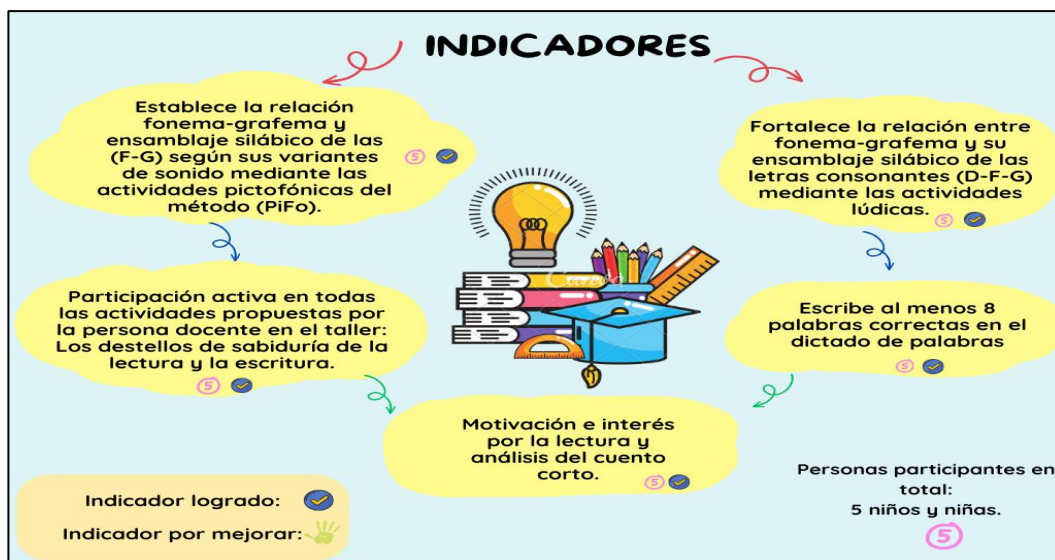 INDICADORES
Establece la relación
fonema-grafema y
ensamblaje silábico de las
(F-G) según sus variantes
de sonido mediante las
actividades pictofónicas del
método (PiFo).
5
Fortalece la relación entre
fonema-grafema y su
ensamblaje silábico de las
letras consonantes (D-F-G)
mediante las actividades
lúdicas.
5
Participación activa en todas
las actividades propuestas por
la persona docente en el taller:
Los destellos de sabiduría de la
lectura y la escritura.
5
Escribe al menos 8
palabras correctas en el
dictado de palabras
5
Motivación e interés
por la lectura y
análisis del cuento
corto.
5
Indicador logrado:
Indicador por mejorar:
Personas participantes en
total:
5 niños y niñas.
5